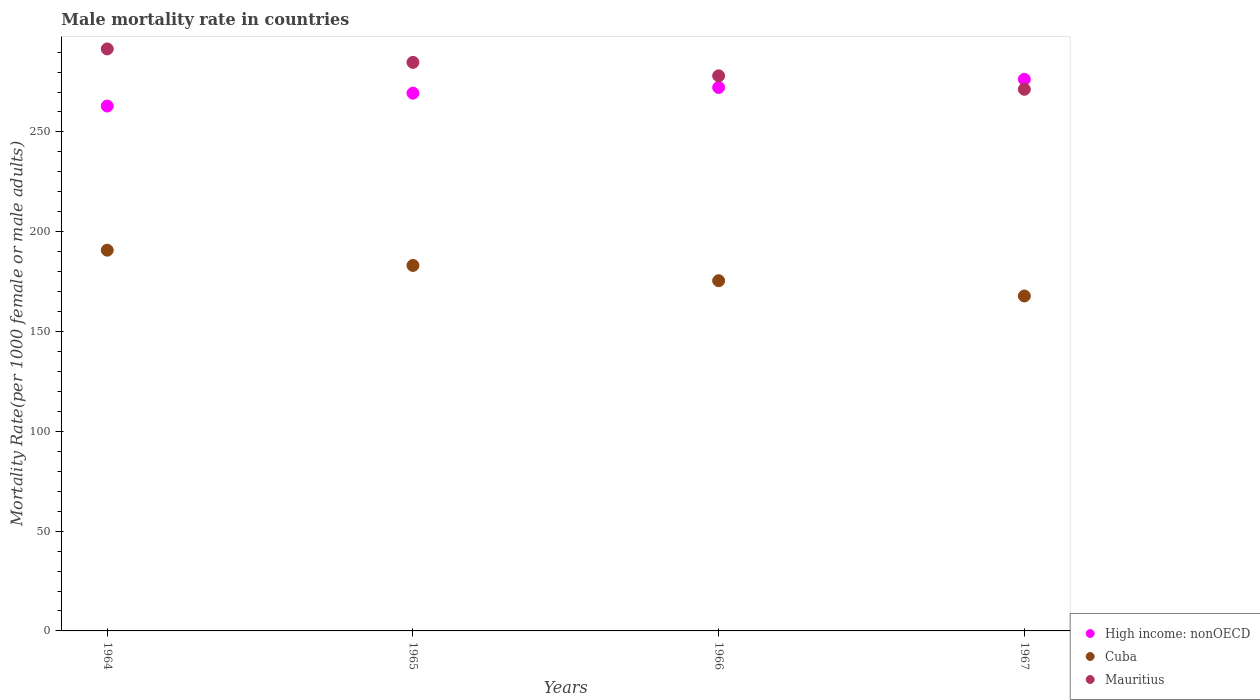 Male mortality rate in countries
Mortality Rate(per 1000 female or male adults)
250
200
150
100
50
0
1964
1965
1966
1967
Years
High income: nonOECD
Cuba
Mauritius